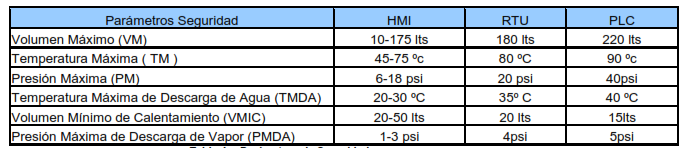 Parámetros Seguridad HMI RTU PLC
Volumen Máximo (VM) 10-175 lts 180 lts 220 lts
Temperatura Máxima ( TM ) 45-75 ºc 80 ºC 90 ºc
Presión Máxima (PM) 6-18 psi 20 psi 40psi
Temperatura Máxima de Descarga de Agua (TMDA) 20-30 ºC 35º C 40 ºC
Volumen Mínimo de Calentamiento (VMIC) 20-50 lts 20 lts 15lts
Presión Máxima de Descarga de Vapor (PMDA) 1-3 psi 4psi 5psi